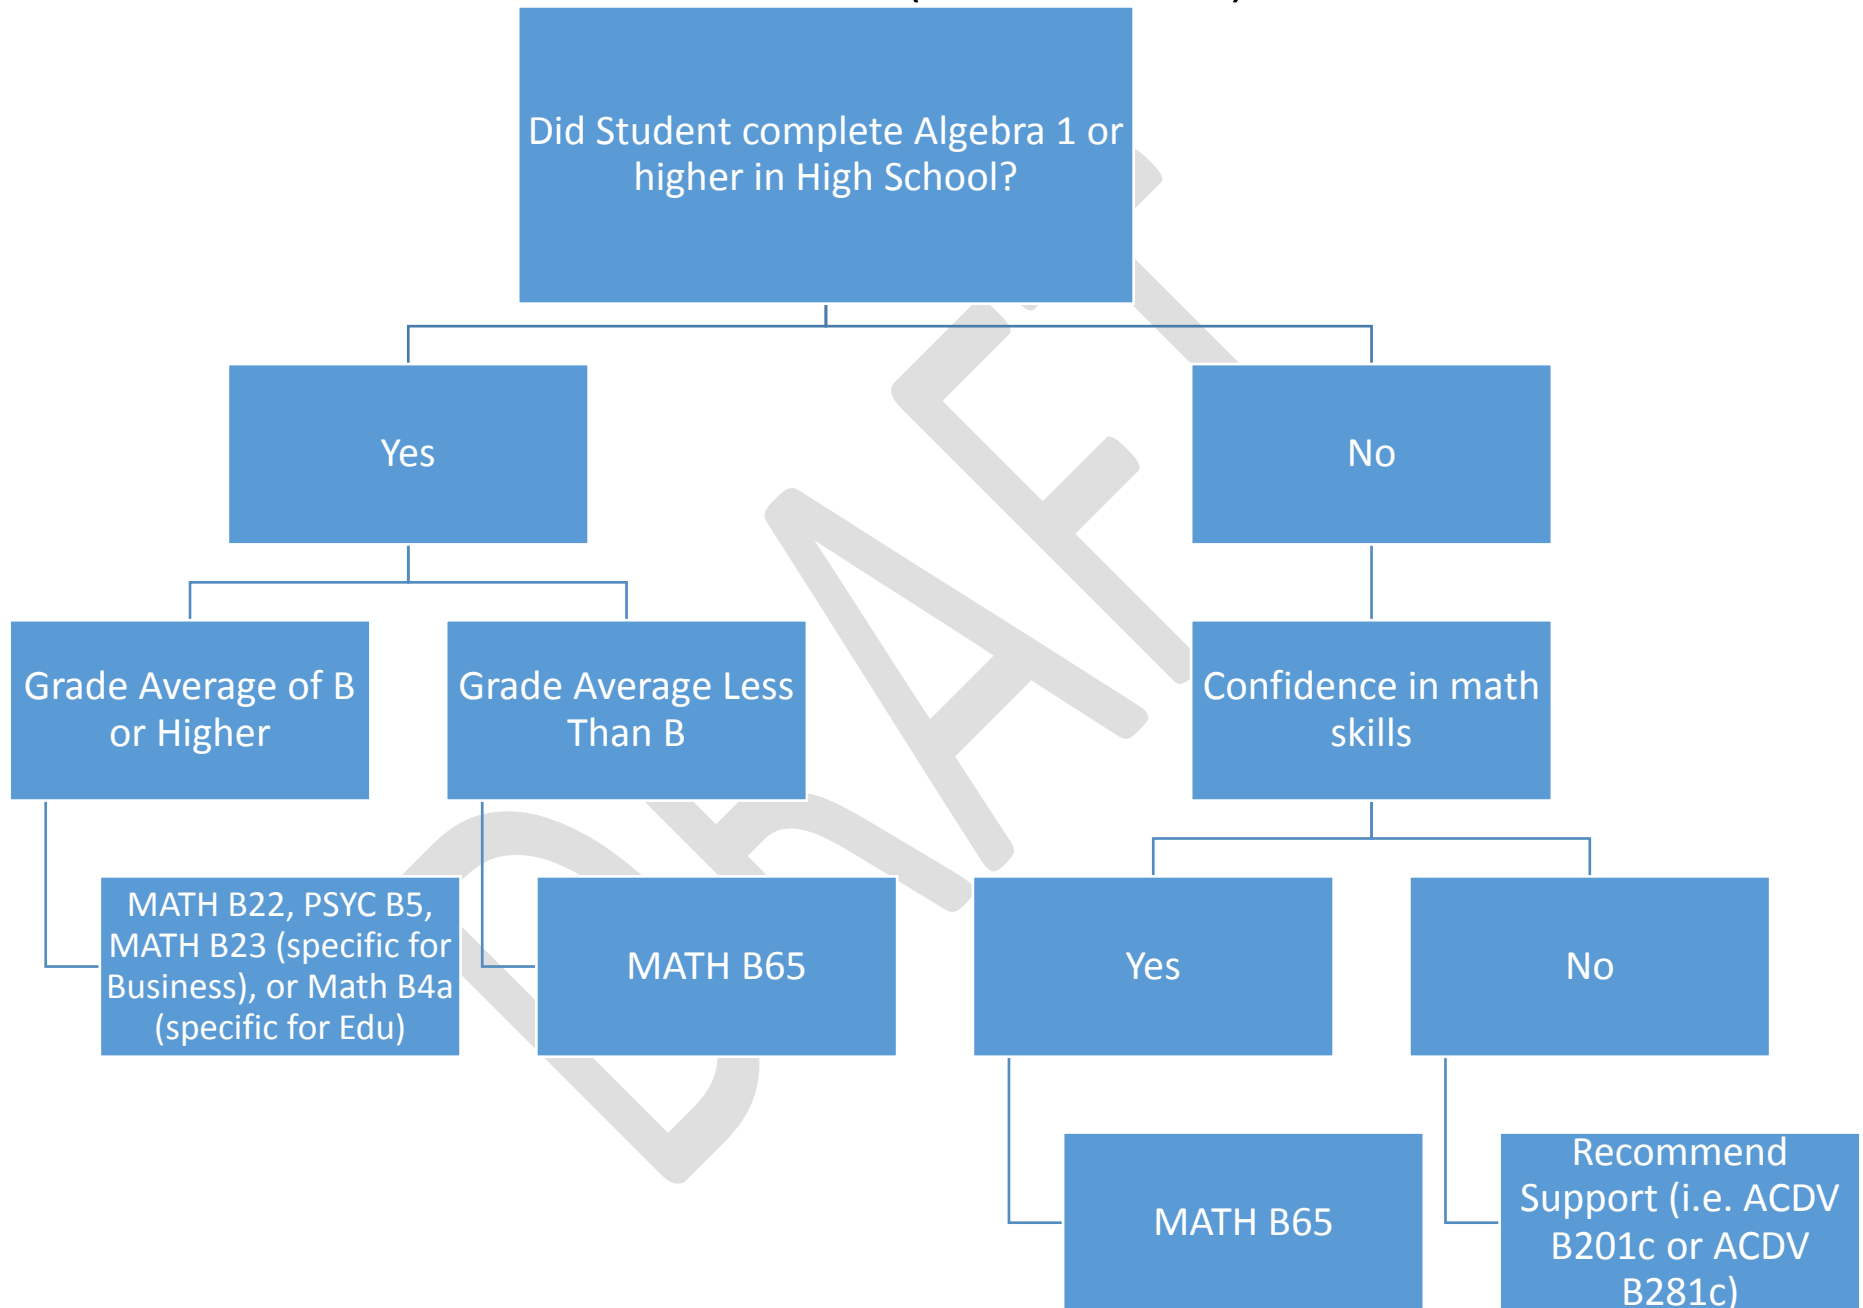 Did Student complete Algebra 1 or
higher in High School?
Yes
No
Grade Average of B
or Higher
Grade Average Less
Than B
Confidence in math
skills
MATH B22, PSYC B5,
MATH B23 (specific for
Business), or Math B4a
(specific for Edu)
MATH B65
Yes
No
MATH B65
Recommend
Support (i.e. ACDV
B201c or ACDV
B281c)
DRAFT